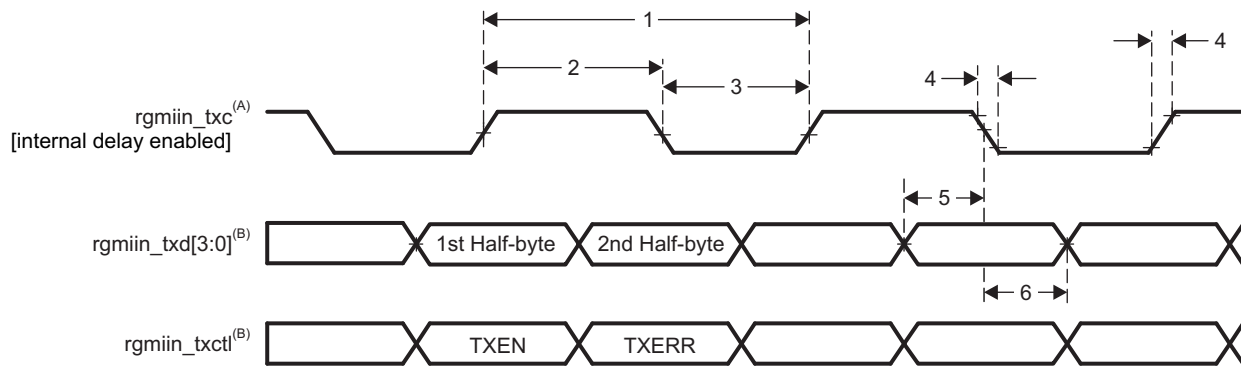 1
4
2
4
3
rgmiin_txc(A)
[internal delay enabled]
5
rgmiin_txd[3:0](B)
1st Half-byte
2nd Half-byte
6
rgmiin_txctl(B)
TXEN
TXERR